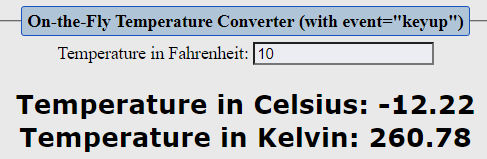 On-the-Fly Temperature Converter (with event="keyup")
Temperature in Fahrenheit: 10
Temperature in Celsius: -12.22
Temperature in Kelvin: 260.78